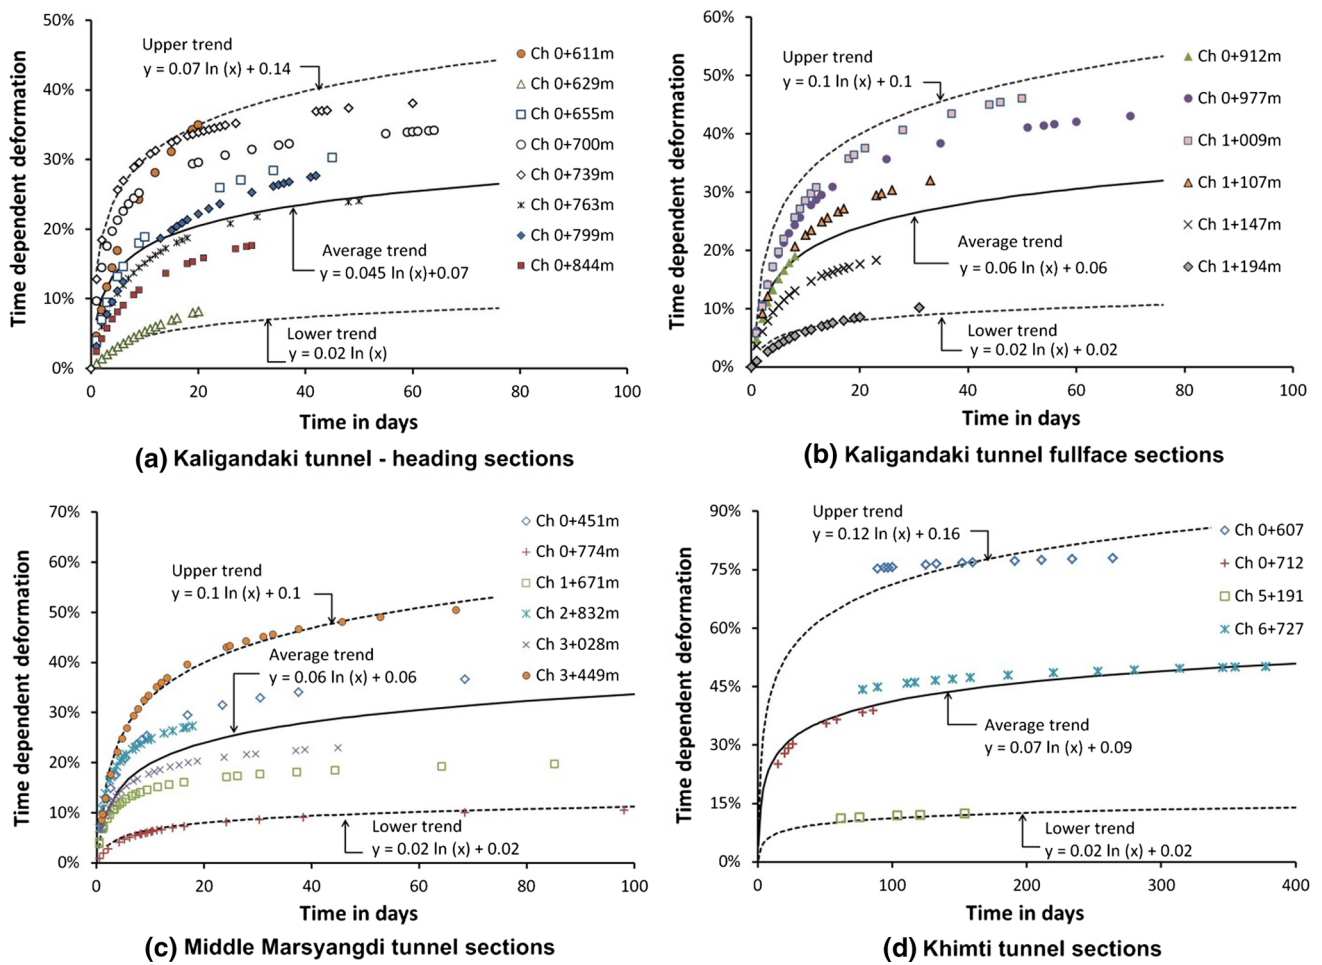 50%
40%
30%
20%
10%
0%
0
20
40
60
80
100
Time dependent deformation
Time in days
Upper trend
y = 0.07 ln (x) + 0.14
Average trend
y = 0.045 ln (x)+0.07
Lower trend
y = 0.02 ln (x)
Ch 0+611m
Ch 0+629m
Ch 0+655m
Ch 0+700m
Ch 0+739m
Ch 0+763m
Ch 0+799m
Ch 0+844m
(a) Kaligandaki tunnel - heading sections
60%
50%
40%
30%
20%
10%
0%
0
20
40
60
80
100
Time dependent deformation
Time in days
Upper trend
y = 0.1 ln (x) + 0.1
Average trend
y = 0.06 ln (x) + 0.06
Lower trend
y = 0.02 ln (x) + 0.02
Ch 0+912m
Ch 0+977m
Ch 1+009m
Ch 1+107m
Ch 1+147m
Ch 1+194m
(b) Kaligandaki tunnel fullface sections
70%
60%
50%
40%
30%
20%
10%
0%
0
20
40
60
80
100
Time dependent deformation
Time in days
Upper trend
y = 0.1 ln (x) + 0.1
Average trend
y = 0.06 ln (x) + 0.06
Lower trend
y = 0.02 ln (x) + 0.02
Ch 0+451m
Ch 0+774m
Ch 1+671m
Ch 2+832m
Ch 3+028m
Ch 3+449m
(c) Middle Marsyangdi tunnel sections
90%
75%
60%
45%
30%
15%
0%
0
100
200
300
400
Time dependent deformation
Time in days
Upper trend
y = 0.12 ln (x) + 0.16
Average trend
y = 0.07 ln (x) + 0.09
Lower trend
y = 0.02 ln (x) + 0.02
Ch 0+607
Ch 0+712
Ch 5+191
Ch 6+727
(d) Khimti tunnel sections